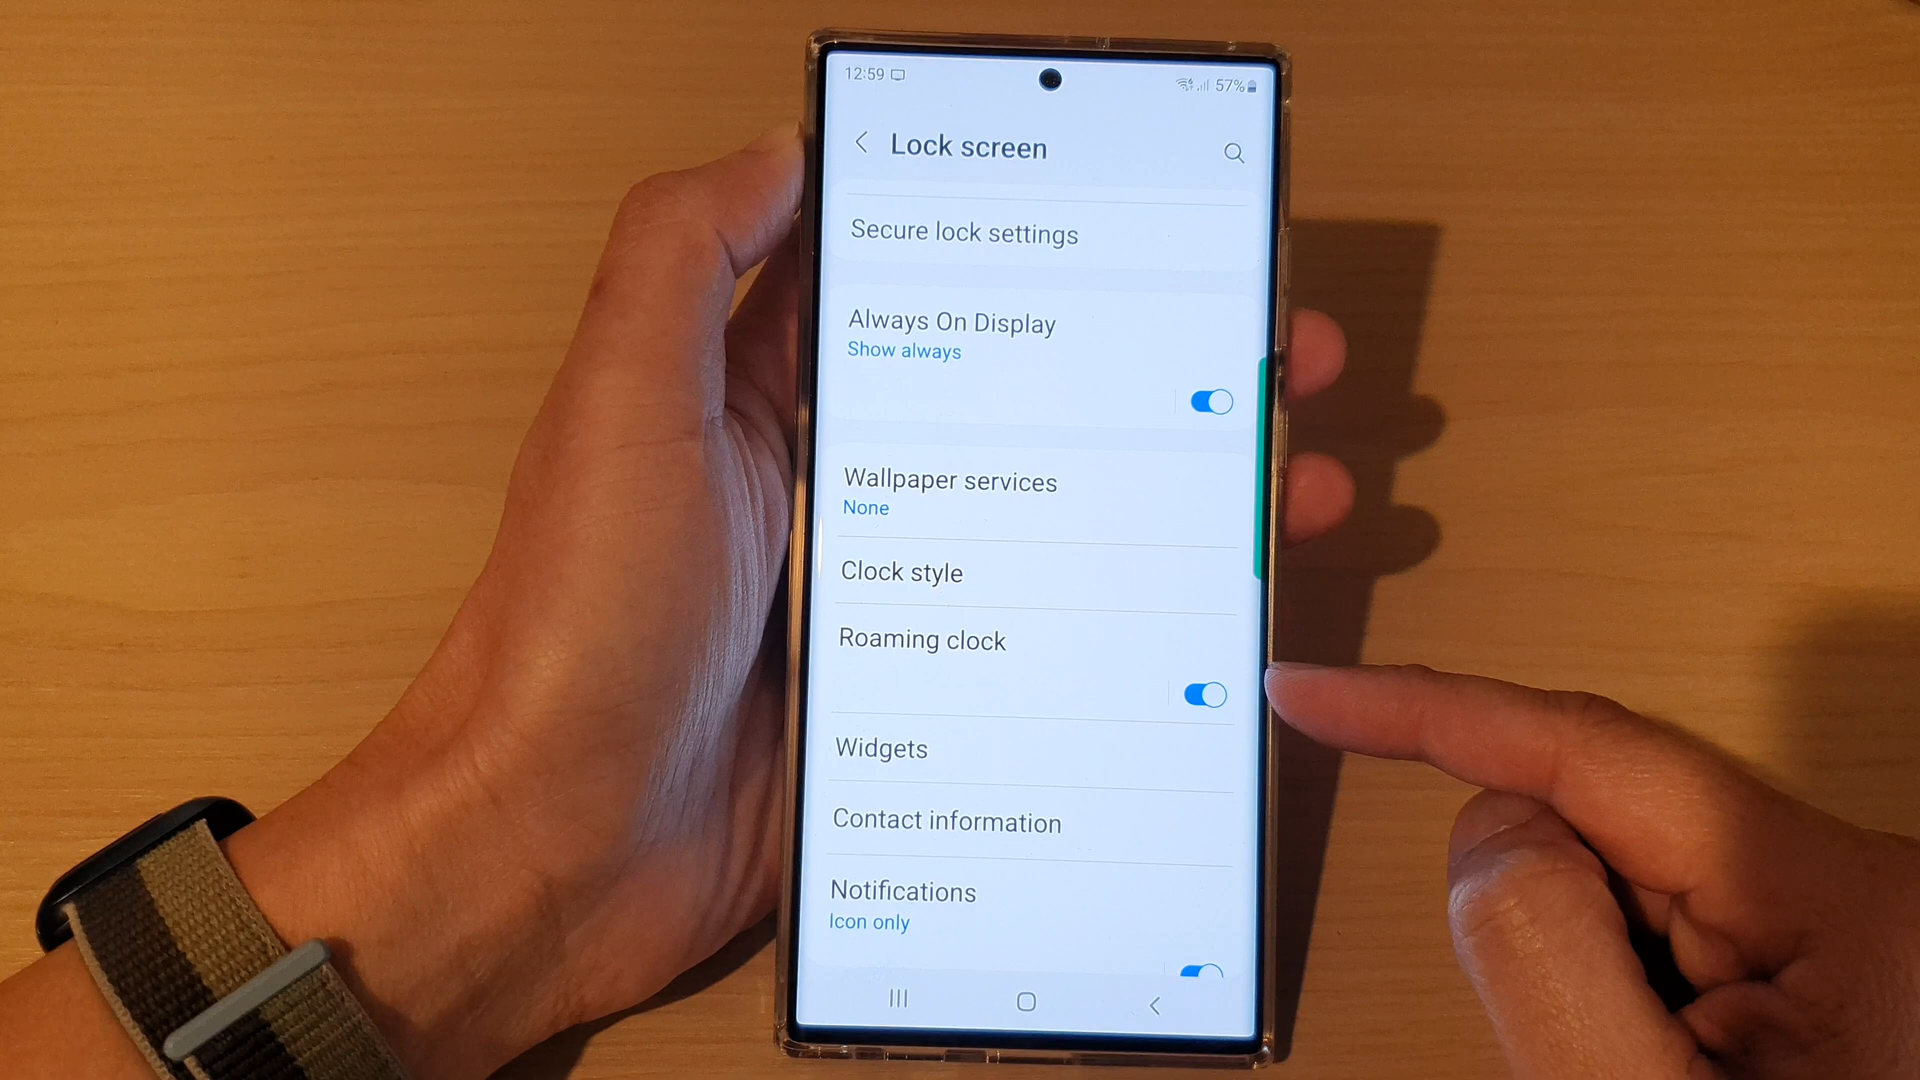 12:59 57%
Lock screen
Secure lock settings
Always On Display
Show always
Wallpaper services
None
Clock style
Roaming clock
Widgets
Contact information
Notifications
Icon only